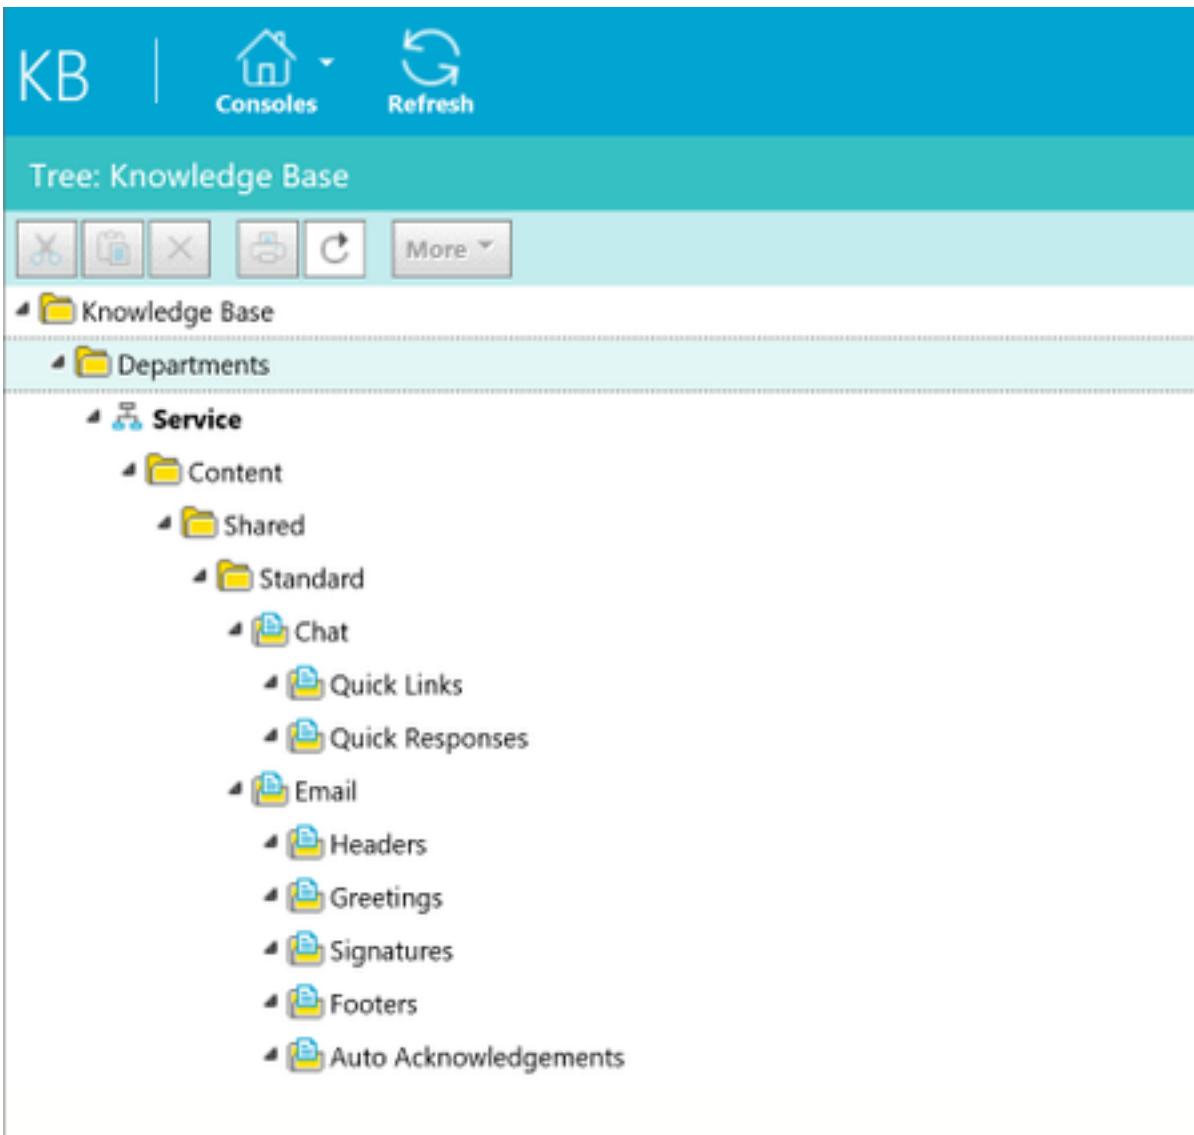 KB
Consoles
Refresh
Tree: Knowledge Base
More
Knowledge Base
Departments
Service
Content
Shared
Standard
Chat
Quick Links
Quick Responses
Email
Headers
Greetings
Signatures
Footers
Auto Acknowledgements